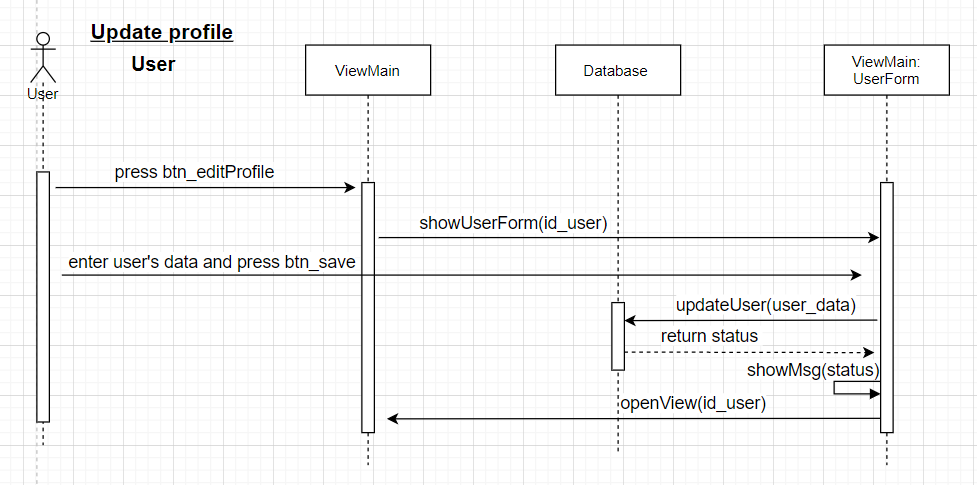 Update profile
User
User
ViewMain
Database
ViewMain:
UserForm
press btn_editProfile
showUserForm(id_user)
enter user's data and press btn_save
updateUser(user_data)
return status
showMsg(status)
openView(id_user)